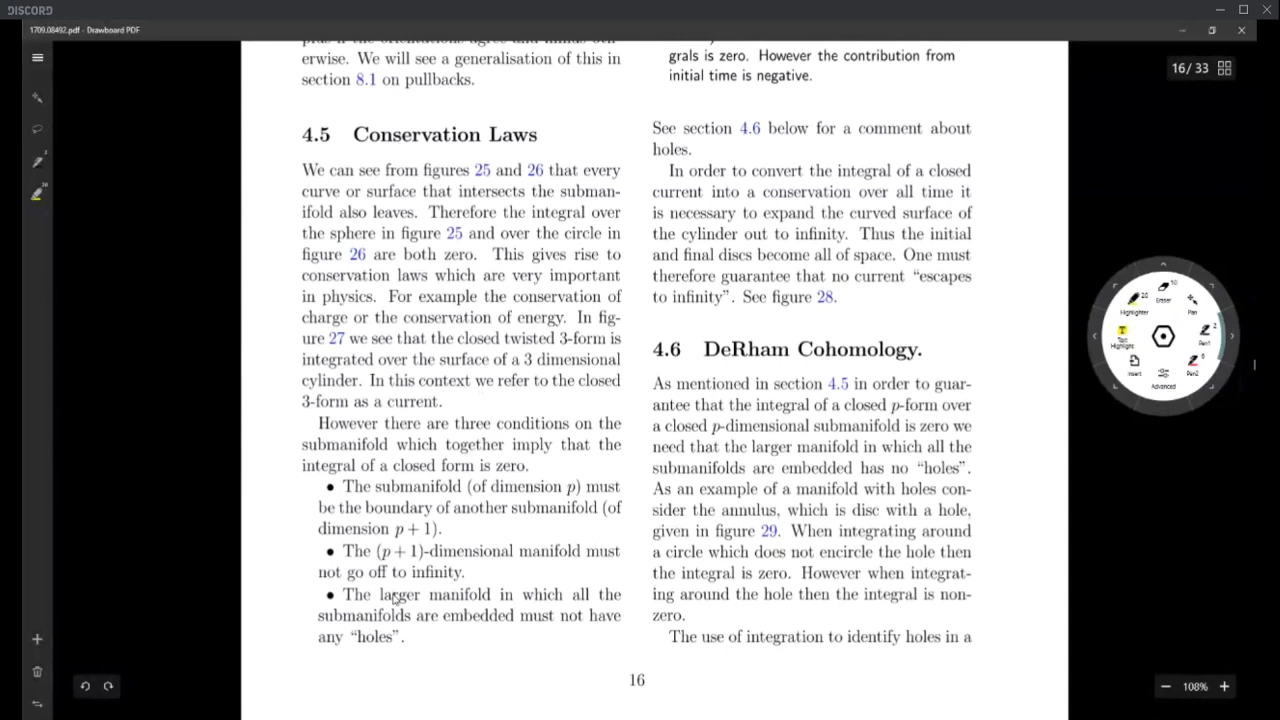 DISCORD
1709.08492.pdf - Drawboard PDF
16/ 33
erwise. We will see a generalisation of this in
section 8.1 on pullbacks.
4.5 Conservation Laws
We can see from figures 25 and 26 that every
curve or surface that intersects the subman-
ifold also leaves. Therefore the integral over
the sphere in figure 25 and over the circle in
figure 26 are both zero. This gives rise to
conservation laws which are very important
in physics. For example the conservation of
charge or the conservation of energy. In fig-
ure 27 we see that the closed twisted 3-form is
integrated over the surface of a 3 dimensional
cylinder. In this context we refer to the closed
3-form as a current.
However there are three conditions on the
submanifold which together imply that the
integral of a closed form is zero.
• The submanifold (of dimension p) must
be the boundary of another submanifold (of
dimension p + 1).
• The (p + 1)-dimensional manifold must
not go off to infinity.
• The larger manifold in which all the
submanifolds are embedded must not have
any “holes”.
grals is zero. However the contribution from
initial time is negative.
See section 4.6 below for a comment about
holes.
In order to convert the integral of a closed
current into a conservation over all time it
is necessary to expand the curved surface of
the cylinder out to infinity. Thus the initial
and final discs become all of space. One must
therefore guarantee that no current “escapes
to infinity”. See figure 28.
4.6 DeRham Cohomology.
As mentioned in section 4.5 in order to guar-
antee that the integral of a closed p-form over
a closed p-dimensional submanifold is zero we
need that the larger manifold in which all the
submanifolds are embedded has no “holes”.
As an example of a manifold with holes con-
sider the annulus, which is disc with a hole,
given in figure 29. When integrating around
a circle which does not encircle the hole then
the integral is zero. However when integrat-
ing around the hole then the integral is non-
zero.
The use of integration to identify holes in a
16
Highlighter
Eraser
Pan
Text Highlight
Pen1
Insert
Pen2
Advanced
108%